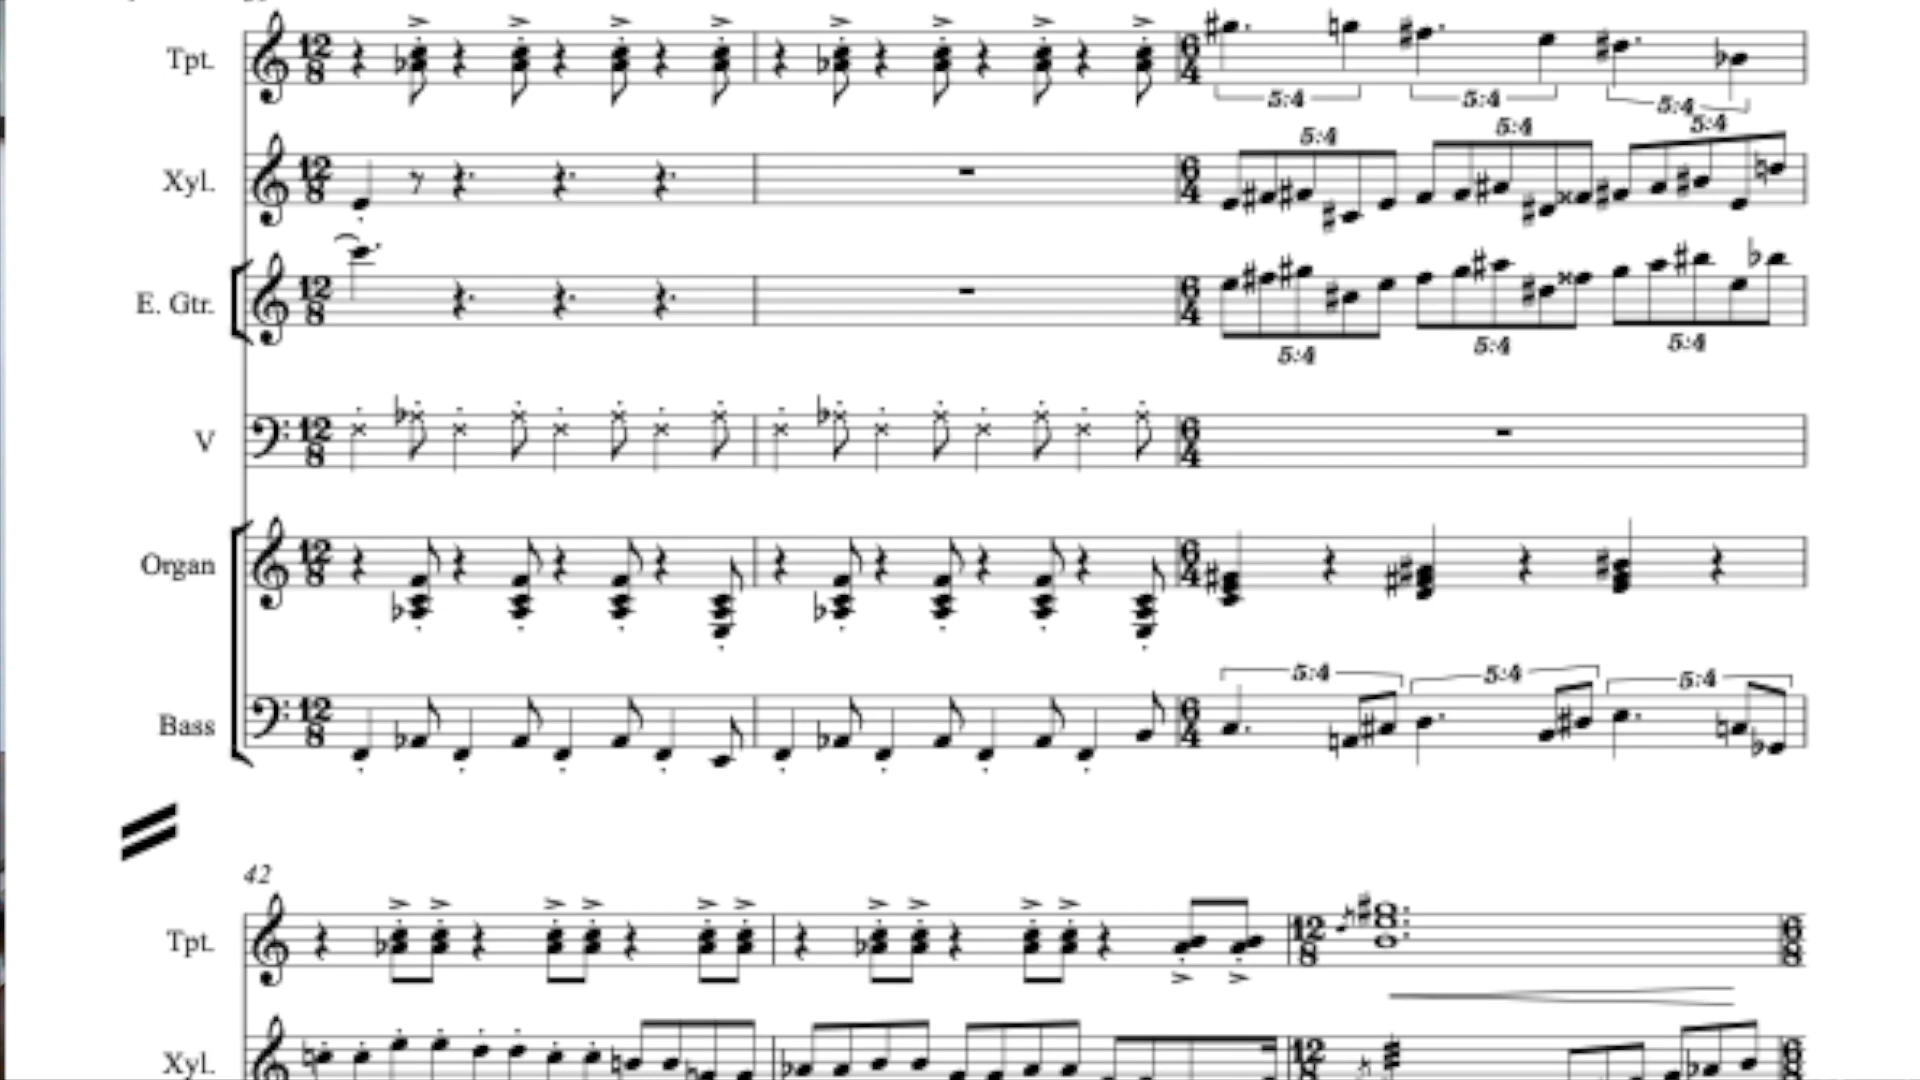 Tpt. 12 8 6 4 5:4 5:4 5:4
Xyl. 12 8 6 4 5:4 5:4 5:4
E. Gtr. 12 8 6 4 5:4 5:4 5:4
V 12 8 6 4
Organ 12 8 6 4
Bass 12 8 6 4 5:4 5:4 5:4
42
Tpt. 12 8 6 8
Xyl. 12 8 6 8